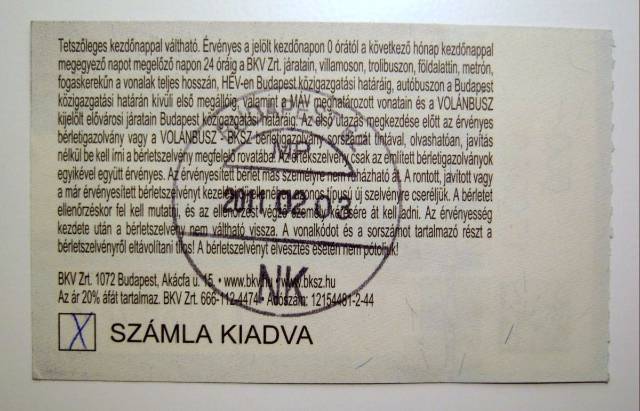 Tetszőleges kezdőnappal váltható. Érvényes a jelölt kezdőnapon 0 órától a következő hónap kezdőnappal
megegyező napot megelőző napon 24 óráig a BKV Zrt. járatain, villamoson, trolibuszon, földalattin, metrón,
fogaskerekűn a vonalak teljes hosszán, HÉV-en Budapest közigazgatási határáig, autóbuszon a Budapest
közigazgatási határán kívüli első megállóig, valamint a MÁV meghatározott vonatain és a VOLÁNBUSZ
kijelölt elővárosi járatain Budapest közigazgatási határáig. Az első utazás megkezdése előtt az érvényes
bérletigazolvány vagy a VOLÁNBUSZ - BKSZ bérletigazolvány sorszámát tintával, olvashatóan, javítás
nélkül be kell írni a bérletszelvény megfelelő rovatába! Az értékszelvény csak az említett bérletigazolványok
egyikével együtt érvényes. Az érvényesített bérlet más személyre nem ruházható át. A rontott, javított vagy
a már érvényesített bérletszelvényt kezelési díj ellenében azonos típusú új szelvényre cseréljük. A bérletet
ellenőrzéskor fel kell mutatni, és az ellenőrzést végző személy kérésére át kell adni. Az érvényesség
kezdete után a bérletszelvény nem váltható vissza. A vonalkódot és a sorszámot tartalmazó részt a
bérletszelvényről eltávolítani tilos! A bérletszelvényt elvesztés esetén nem pótoljuk!
MP
2011.02.03
NK
BKV Zrt. 1072 Budapest, Akácfa u. 15. • www.bkv.hu • www.bksz.hu
Az ár 20% áfát tartalmaz. BKV Zrt. 666-112-4474 • Adószám: 12154481-2-44
X SZÁMLA KIADVA